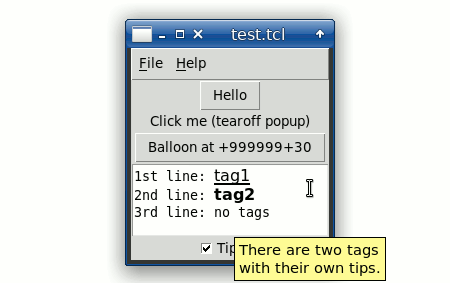 test.tcl
File Help
Hello
Click me (tearoff popup)
Balloon at +999999+30
1st line: tag1
2nd line: tag2
3rd line: no tags
Tip
There are two tags
with their own tips.